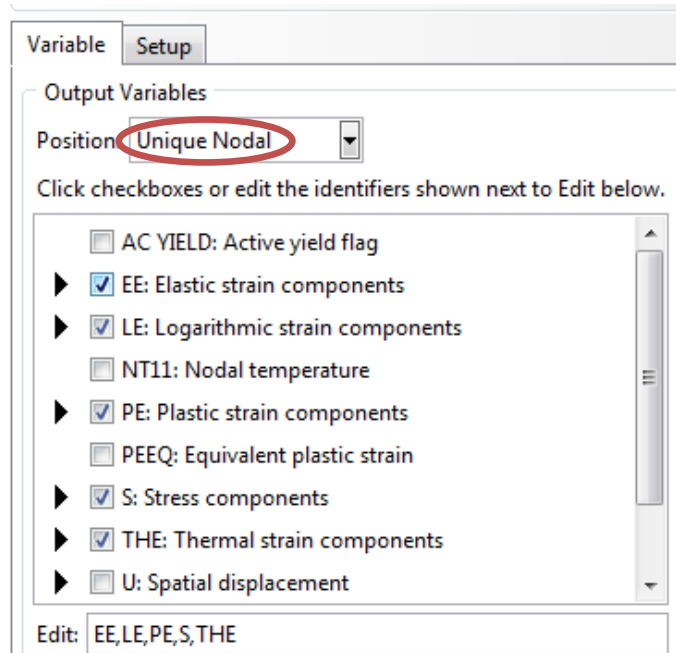 Variable Setup
Output Variables
Position: Unique Nodal
Click checkboxes or edit the identifiers shown next to Edit below.
AC YIELD: Active yield flag
EE: Elastic strain components
LE: Logarithmic strain components
NT11: Nodal temperature
PE: Plastic strain components
PEEQ: Equivalent plastic strain
S: Stress components
THE: Thermal strain components
U: Spatial displacement
Edit: EE,LE,PE,S,THE